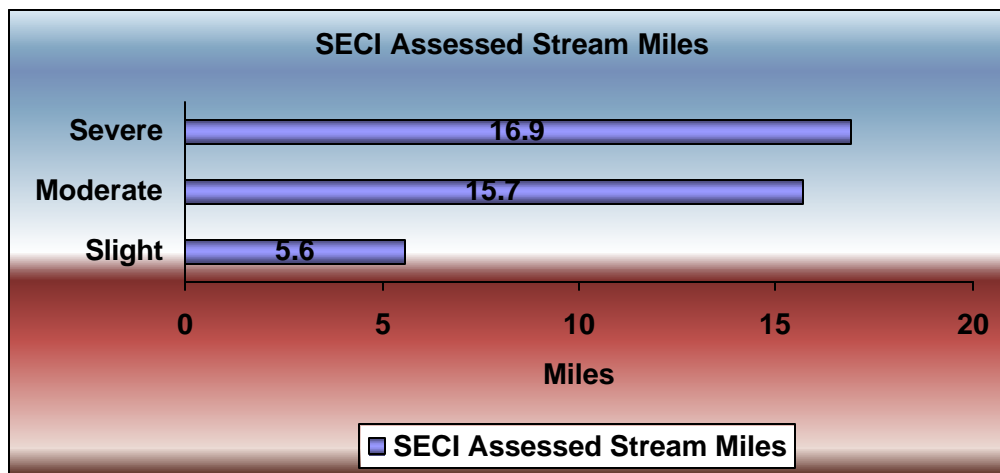 SECI Assessed Stream Miles
Severe 16.9
Moderate 15.7
Slight 5.6
0 5 10 15 20
Miles
SECI Assessed Stream Miles